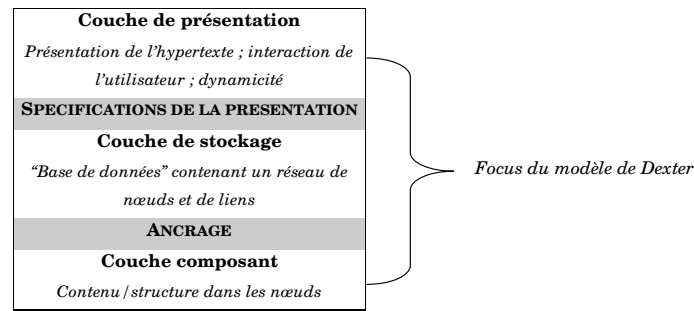 Couche de présentation
Présentation de l'hypertexte ; interaction de
l'utilisateur ; dynamicité
SPECIFICATIONS DE LA PRESENTATION
Couche de stockage
“Base de données” contenant un réseau de
nœuds et de liens
Focus du modèle de Dexter
ANCRAGE
Couche composant
Contenu/structure dans les nœuds